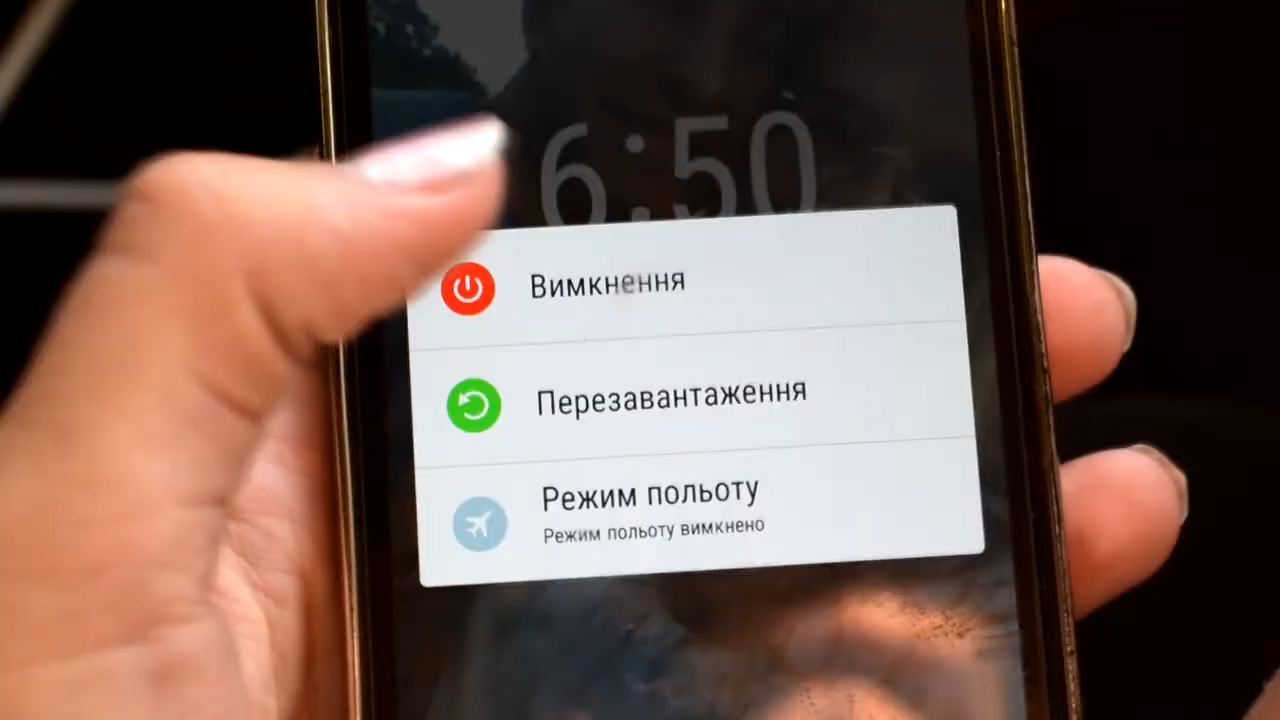 6:50
Вимкнення
Перезавантаження
Режим польоту
Режим польоту вимкнено